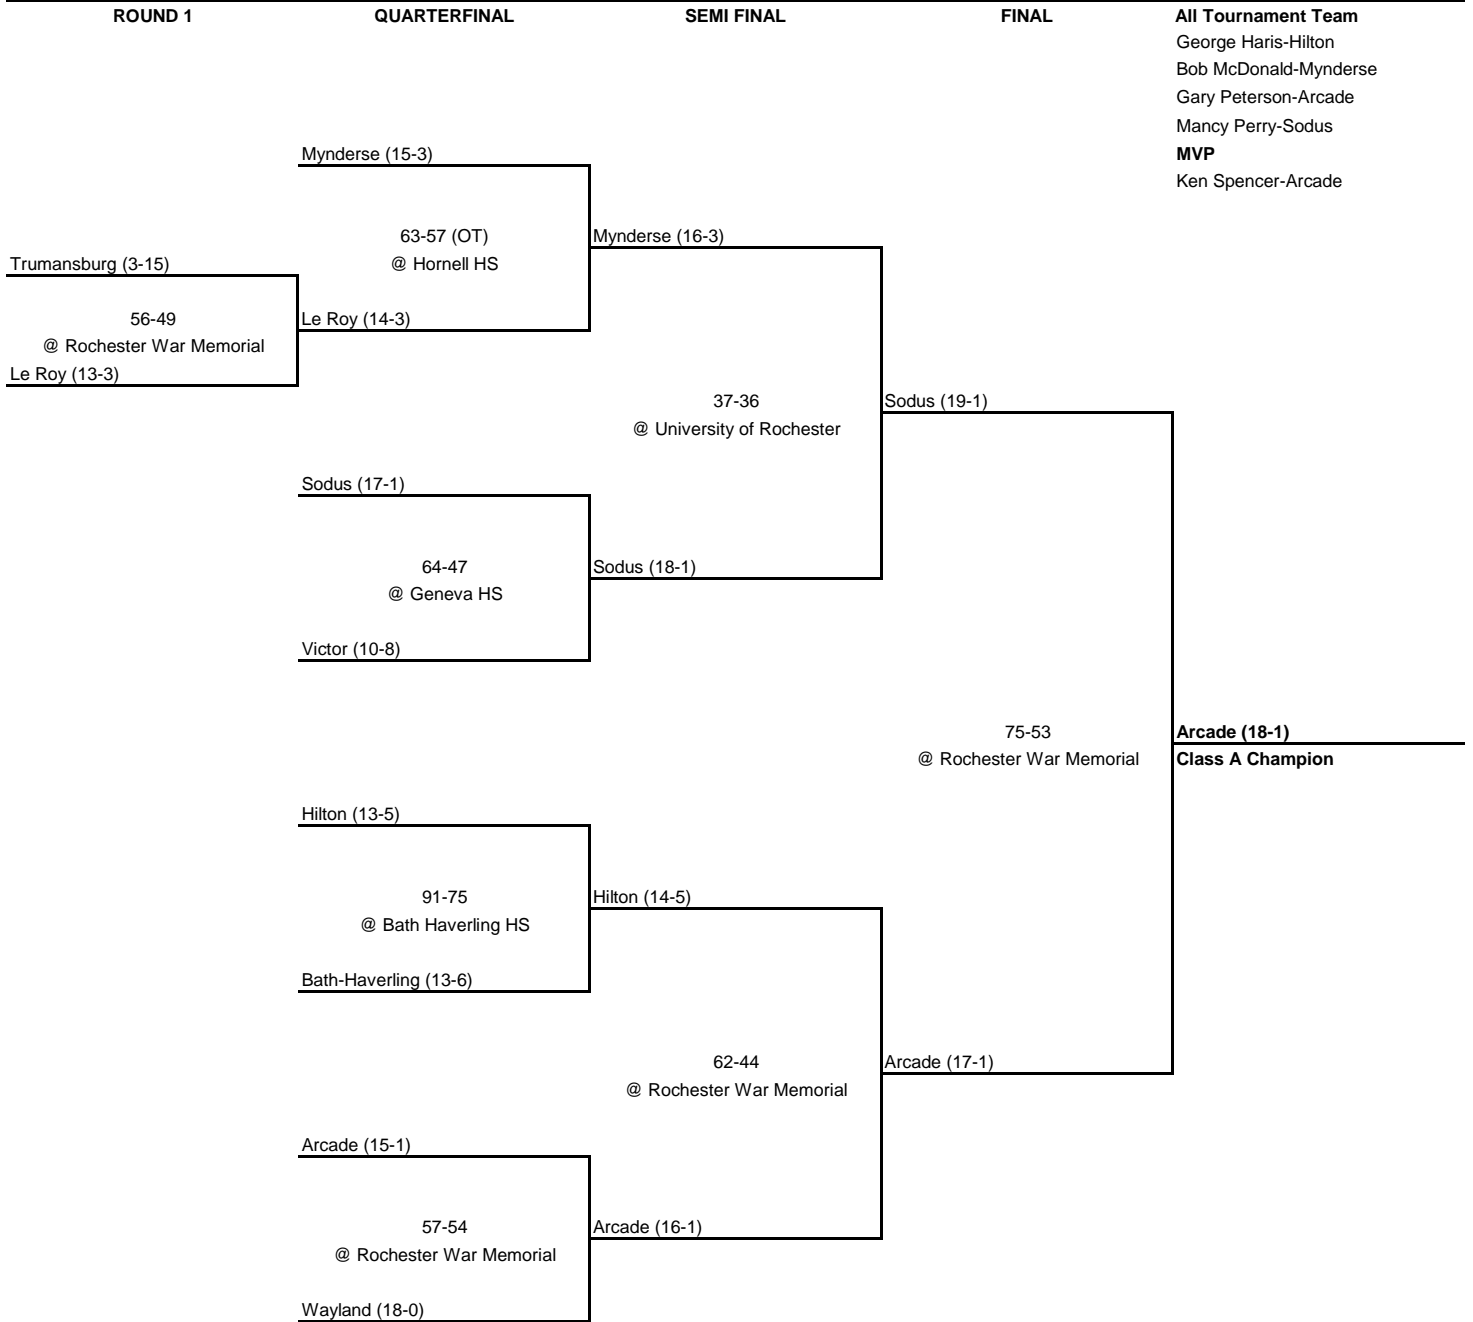 ROUND 1 QUARTERFINAL SEMI FINAL FINAL All Tournament Team
George Haris-Hilton
Bob McDonald-Mynderse
Gary Peterson-Arcade
Mancy Perry-Sodus
Mynderse (15-3) MVP
Ken Spencer-Arcade
63-57 (OT) Mynderse (16-3)
Trumansburg (3-15) @ Hornell HS
56-49 Le Roy (14-3)
@ Rochester War Memorial
Le Roy (13-3)
37-36 Sodus (19-1)
@ University of Rochester
Sodus (17-1)
64-47 Sodus (18-1)
@ Geneva HS
Victor (10-8)
75-53 Arcade (18-1)
@ Rochester War Memorial Class A Champion
Hilton (13-5)
91-75 Hilton (14-5)
@ Bath Haverling HS
Bath-Haverling (13-6)
62-44 Arcade (17-1)
@ Rochester War Memorial
Arcade (15-1)
57-54 Arcade (16-1)
@ Rochester War Memorial
Wayland (18-0)